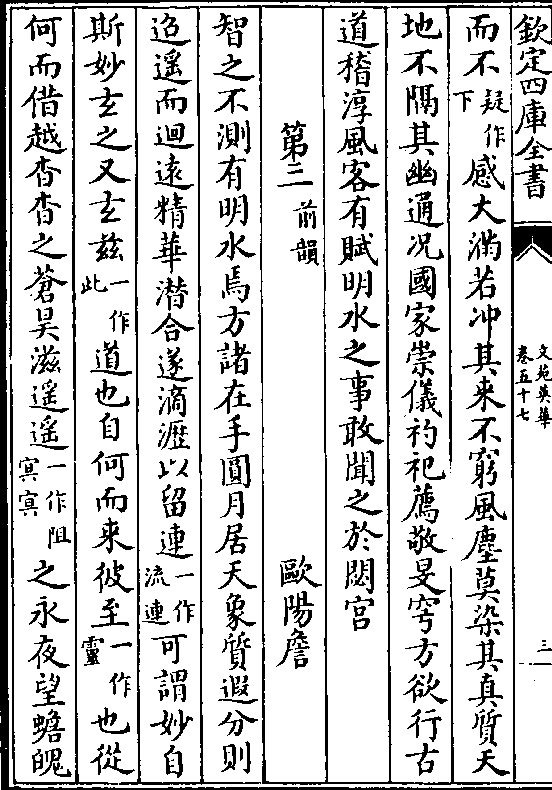 欽定四庫全書
文苑英華
卷五十七
三
而不疑作下感大滿若冲其来不窮風塵莫染其真質天
地不隔其幽通况國家崇儀礿祀薦敬旻穹方欲行古
道稽淳風客有賦明水之事敢聞之於閟宫
第三前韻 歐陽詹
智之不測有明水焉方諸在手圓月居天象質遐分則
迢遥而迴遠精華潜合遂滴瀝以留連一作流連可謂妙自
斯妙玄之又玄兹一作此道也自何而来彼至一作靈也從
何而借越杳杳之蒼昊滋遥遥一作阻冥冥之永夜望蟾魄